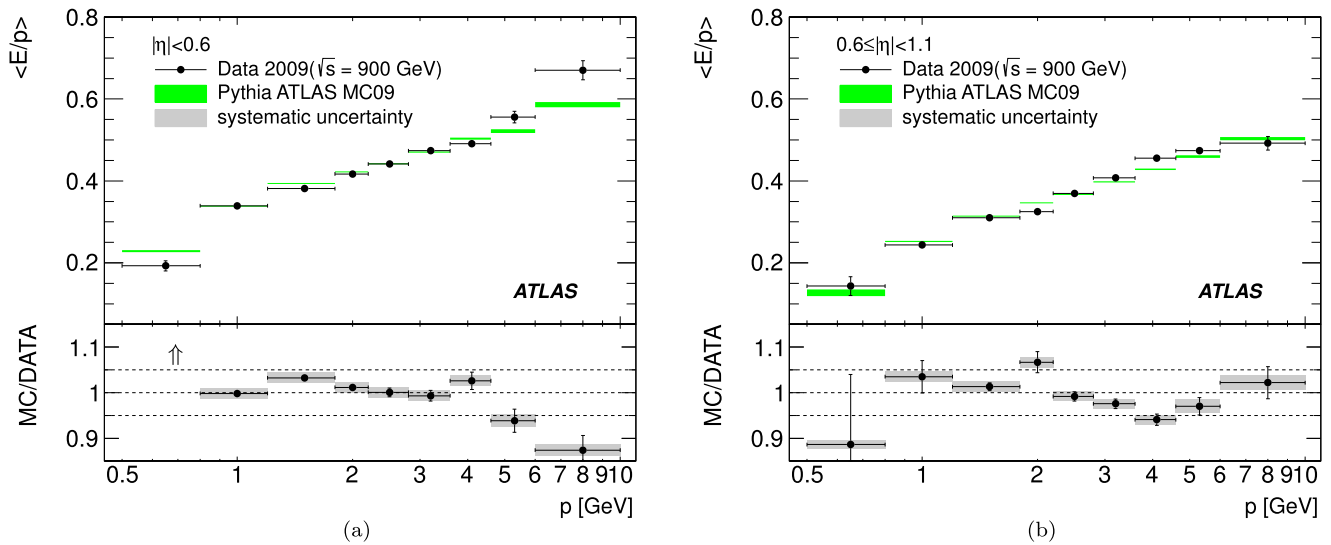 <E/p>
0.8
0.6
0.4
0.2
|η|<0.6
Data 2009(√s = 900 GeV)
Pythia ATLAS MC09
systematic uncertainty
ATLAS
MC/DATA
1.1
1
0.9
⇑
0.5 1 2 3 4 5 6 7 8 910
p [GeV]
(a)
<E/p>
0.8
0.6
0.4
0.2
0.6≤|η|<1.1
Data 2009(√s = 900 GeV)
Pythia ATLAS MC09
systematic uncertainty
ATLAS
MC/DATA
1.1
1
0.9
0.5 1 2 3 4 5 6 7 8 910
p [GeV]
(b)